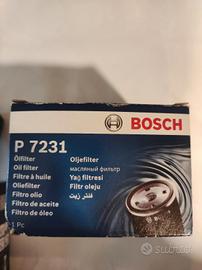 BOSCH
P 7231
Ölfilter
Oil filter
Filtre à huile
Oliefilter
Filtro olio
Filtro de aceite
Filtro de óleo
1 Pc
Oljefilter
масляный фильтр
Yağ filtresi
Filtr oleju
فلتر زيت
subito